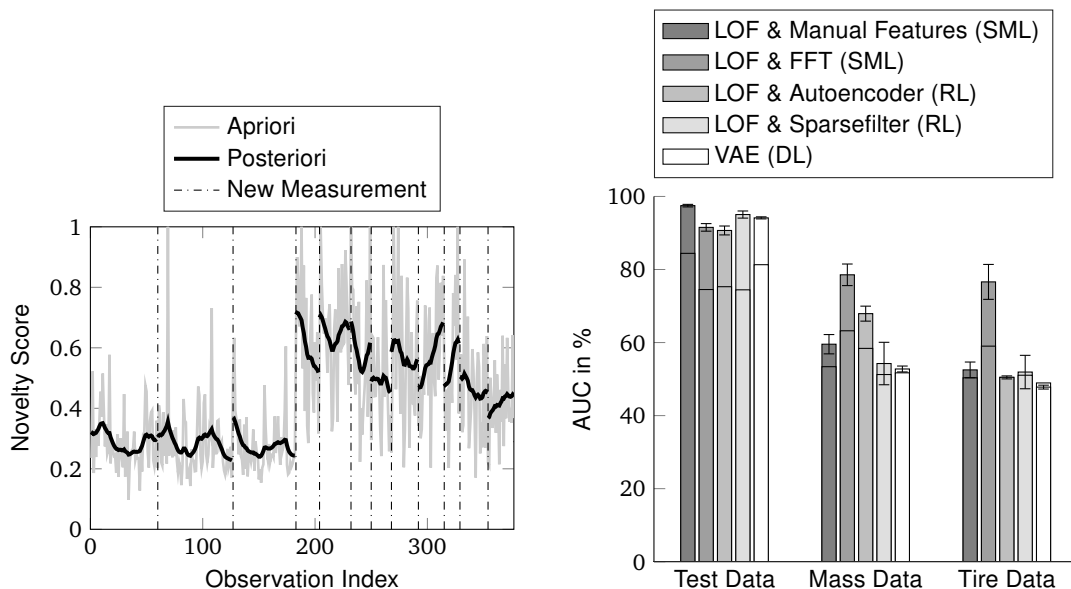 Apriori
Posteriori
New Measurement
Novelty Score
1
0.8
0.6
0.4
0.2
0
0
100
200
300
Observation Index
LOF & Manual Features (SML)
LOF & FFT (SML)
LOF & Autoencoder (RL)
LOF & Sparsefilter (RL)
VAE (DL)
AUC in %
100
80
60
40
20
0
Test Data
Mass Data
Tire Data